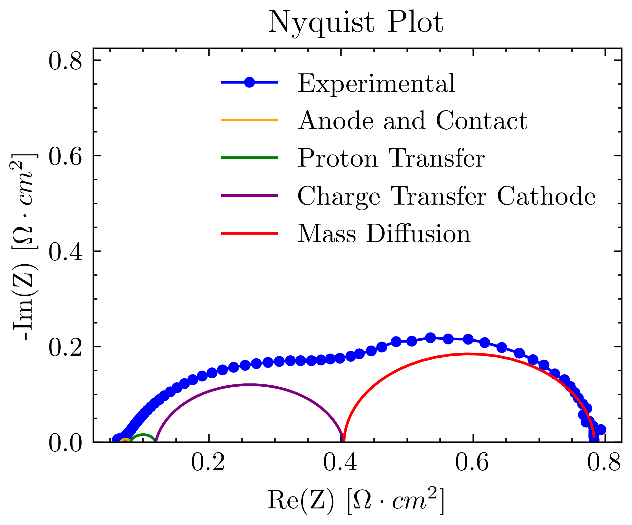 Nyquist Plot
0.8
0.6
0.4
0.2
0.0
-Im(Z) [Ω · cm²]
Experimental
Anode and Contact
Proton Transfer
Charge Transfer Cathode
Mass Diffusion
0.2 0.4 0.6 0.8
Re(Z) [Ω · cm²]